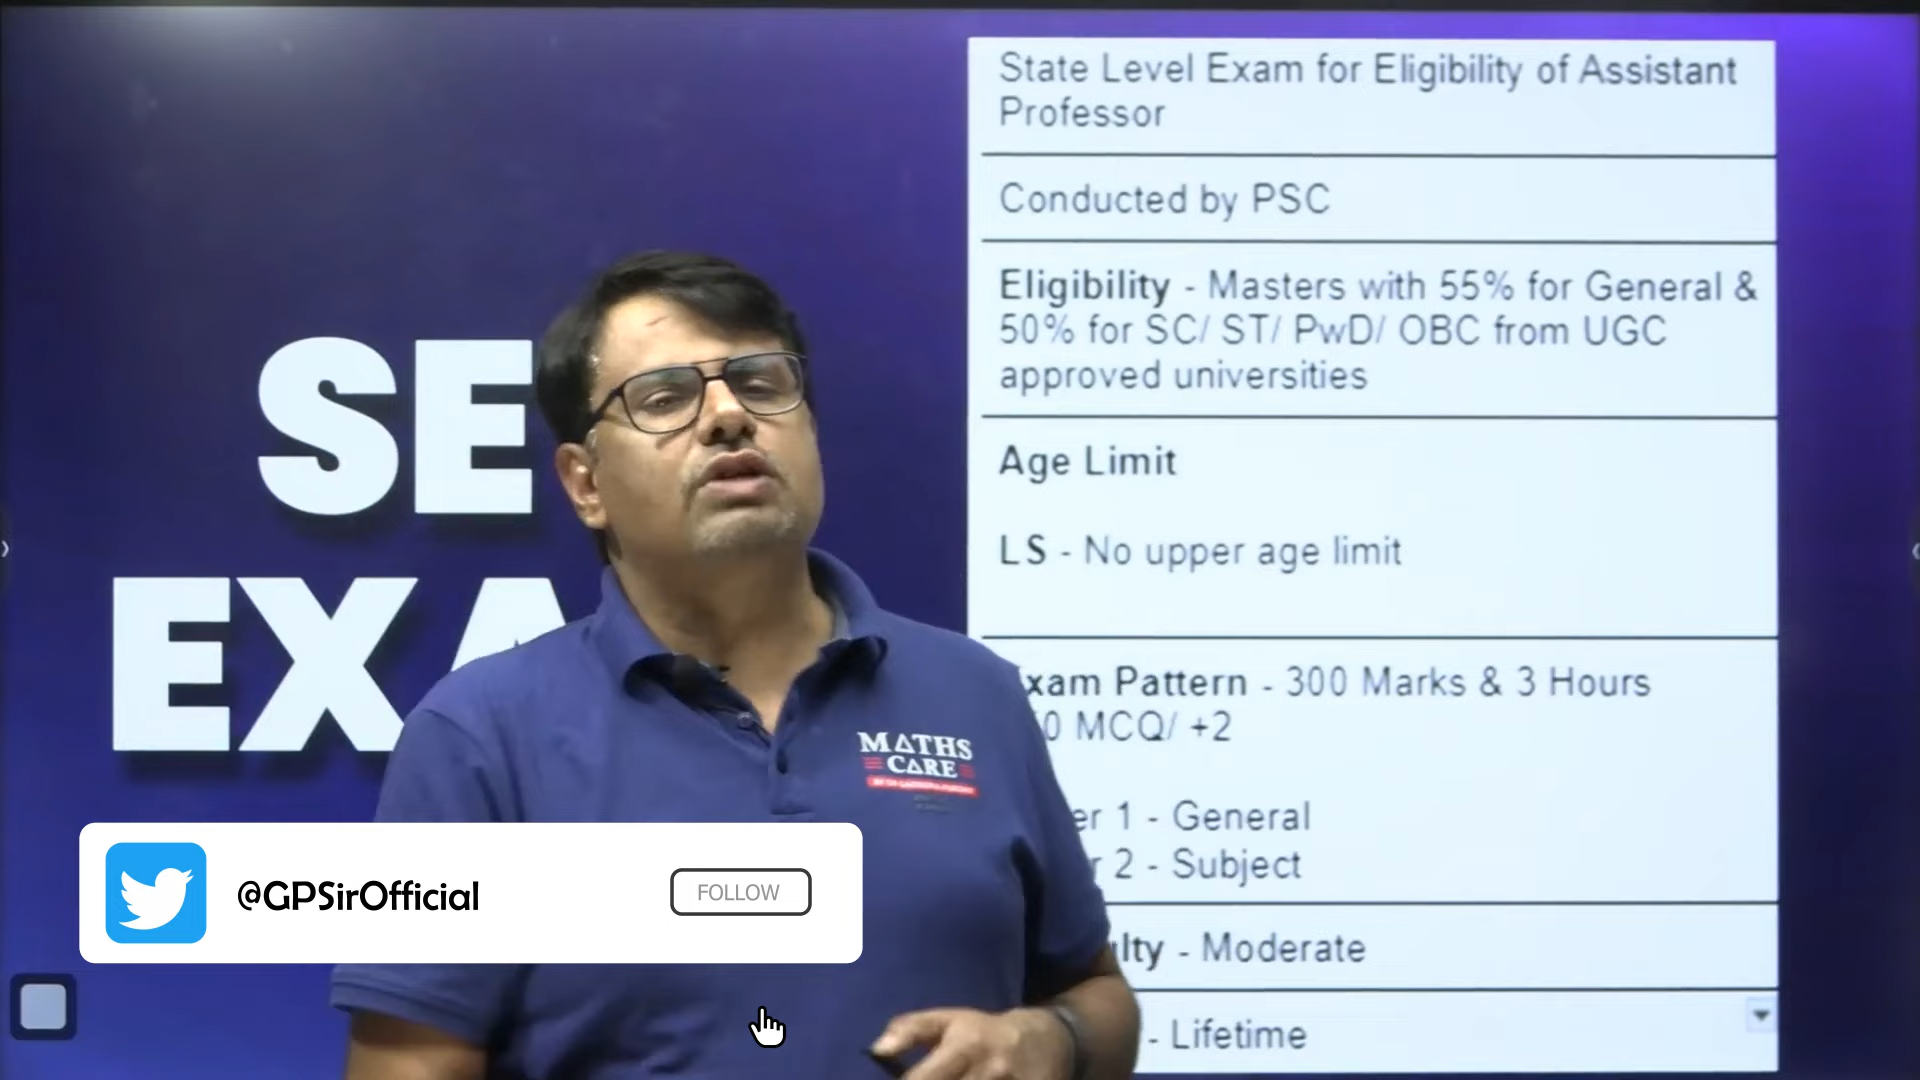 SE
EXA
State Level Exam for Eligibility of Assistant
Professor
Conducted by PSC
Eligibility - Masters with 55% for General &
50% for SC/ ST/ PwD/ OBC from UGC
approved universities
Age Limit
LS - No upper age limit
xam Pattern - 300 Marks & 3 Hours
0 MCQ/ +2
er 1 - General
r 2 - Subject
lty - Moderate
- Lifetime
MATHS
CARE
@GPSirOfficial
FOLLOW